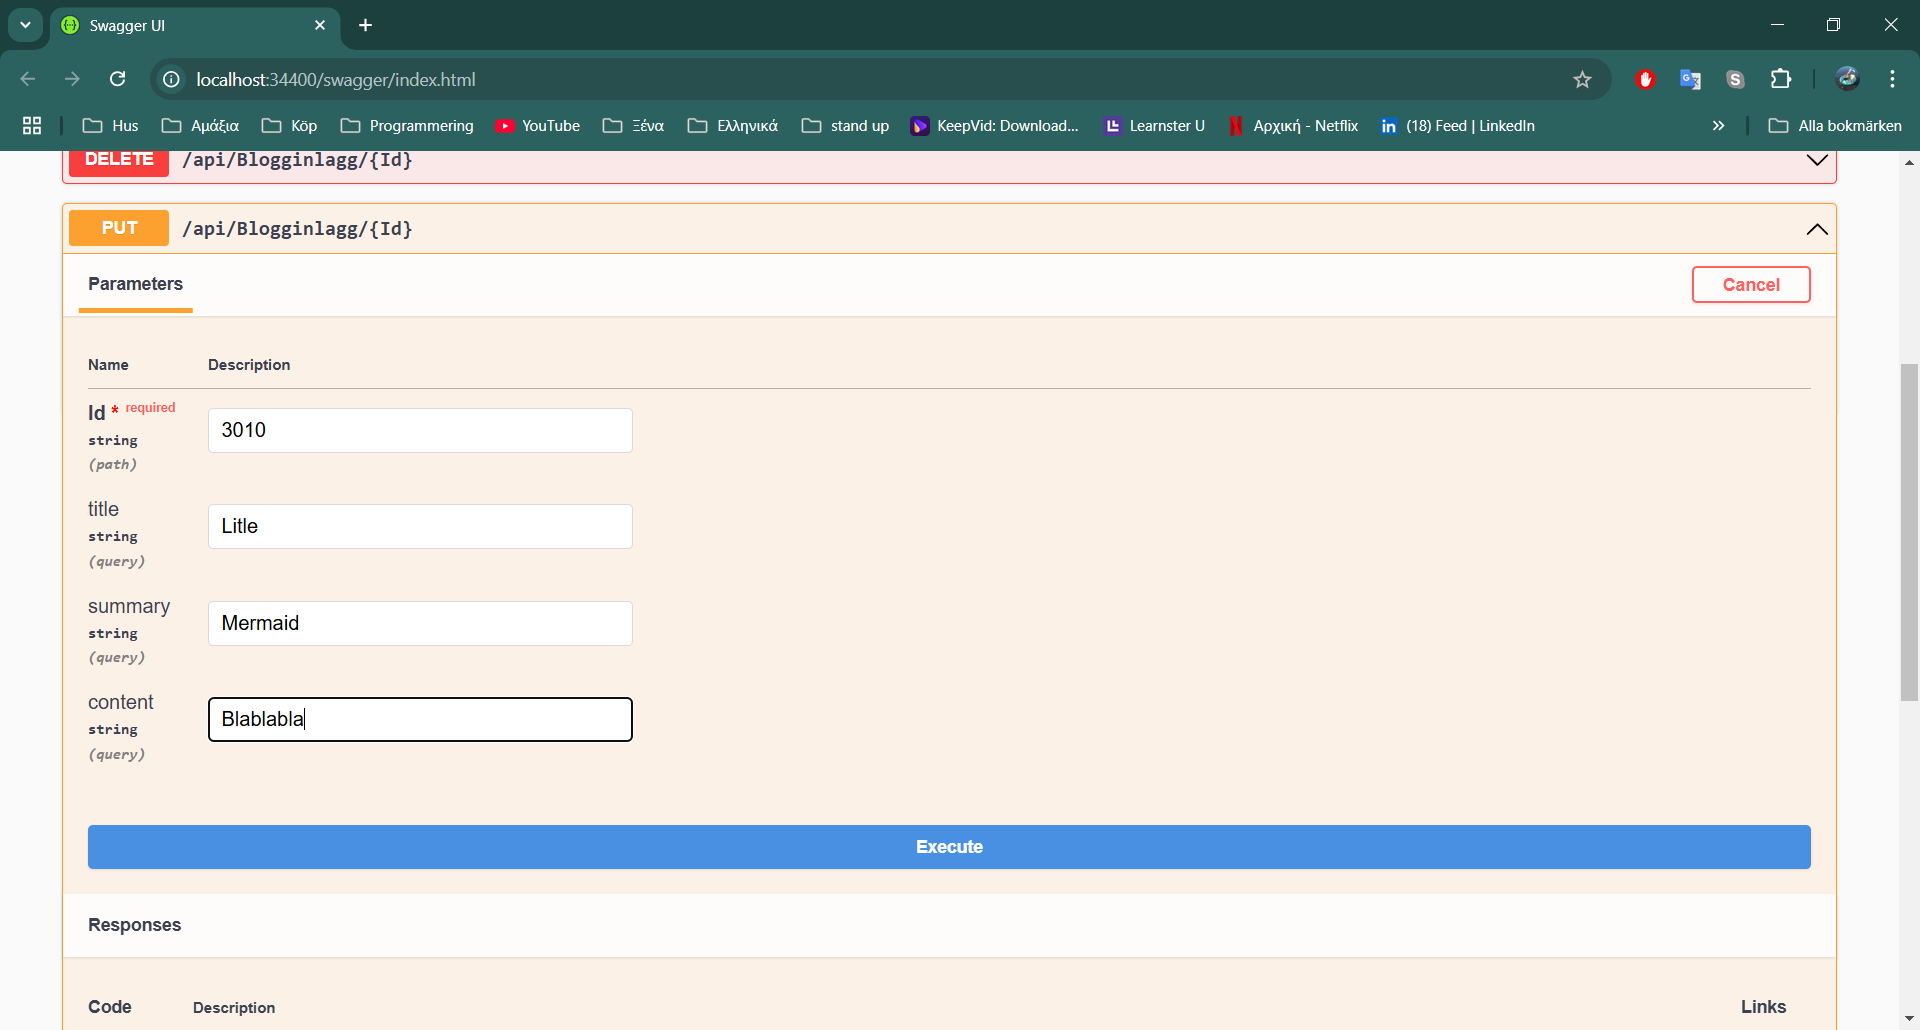 Swagger UI
localhost:34400/swagger/index.html
Hus Αμάξια Köp Programmering YouTube Ξένα Ελληνικά stand up KeepVid: Download... Learnster U Αρχική - Netflix (18) Feed | LinkedIn Alla bokmärken
DELETE /api/Blogginlagg/{Id}
PUT /api/Blogginlagg/{Id}
Parameters Cancel
Name Description
Id * required
string
(path)
3010
title
string
(query)
Litle
summary
string
(query)
Mermaid
content
string
(query)
Blablabla
Execute
Responses
Code Description Links